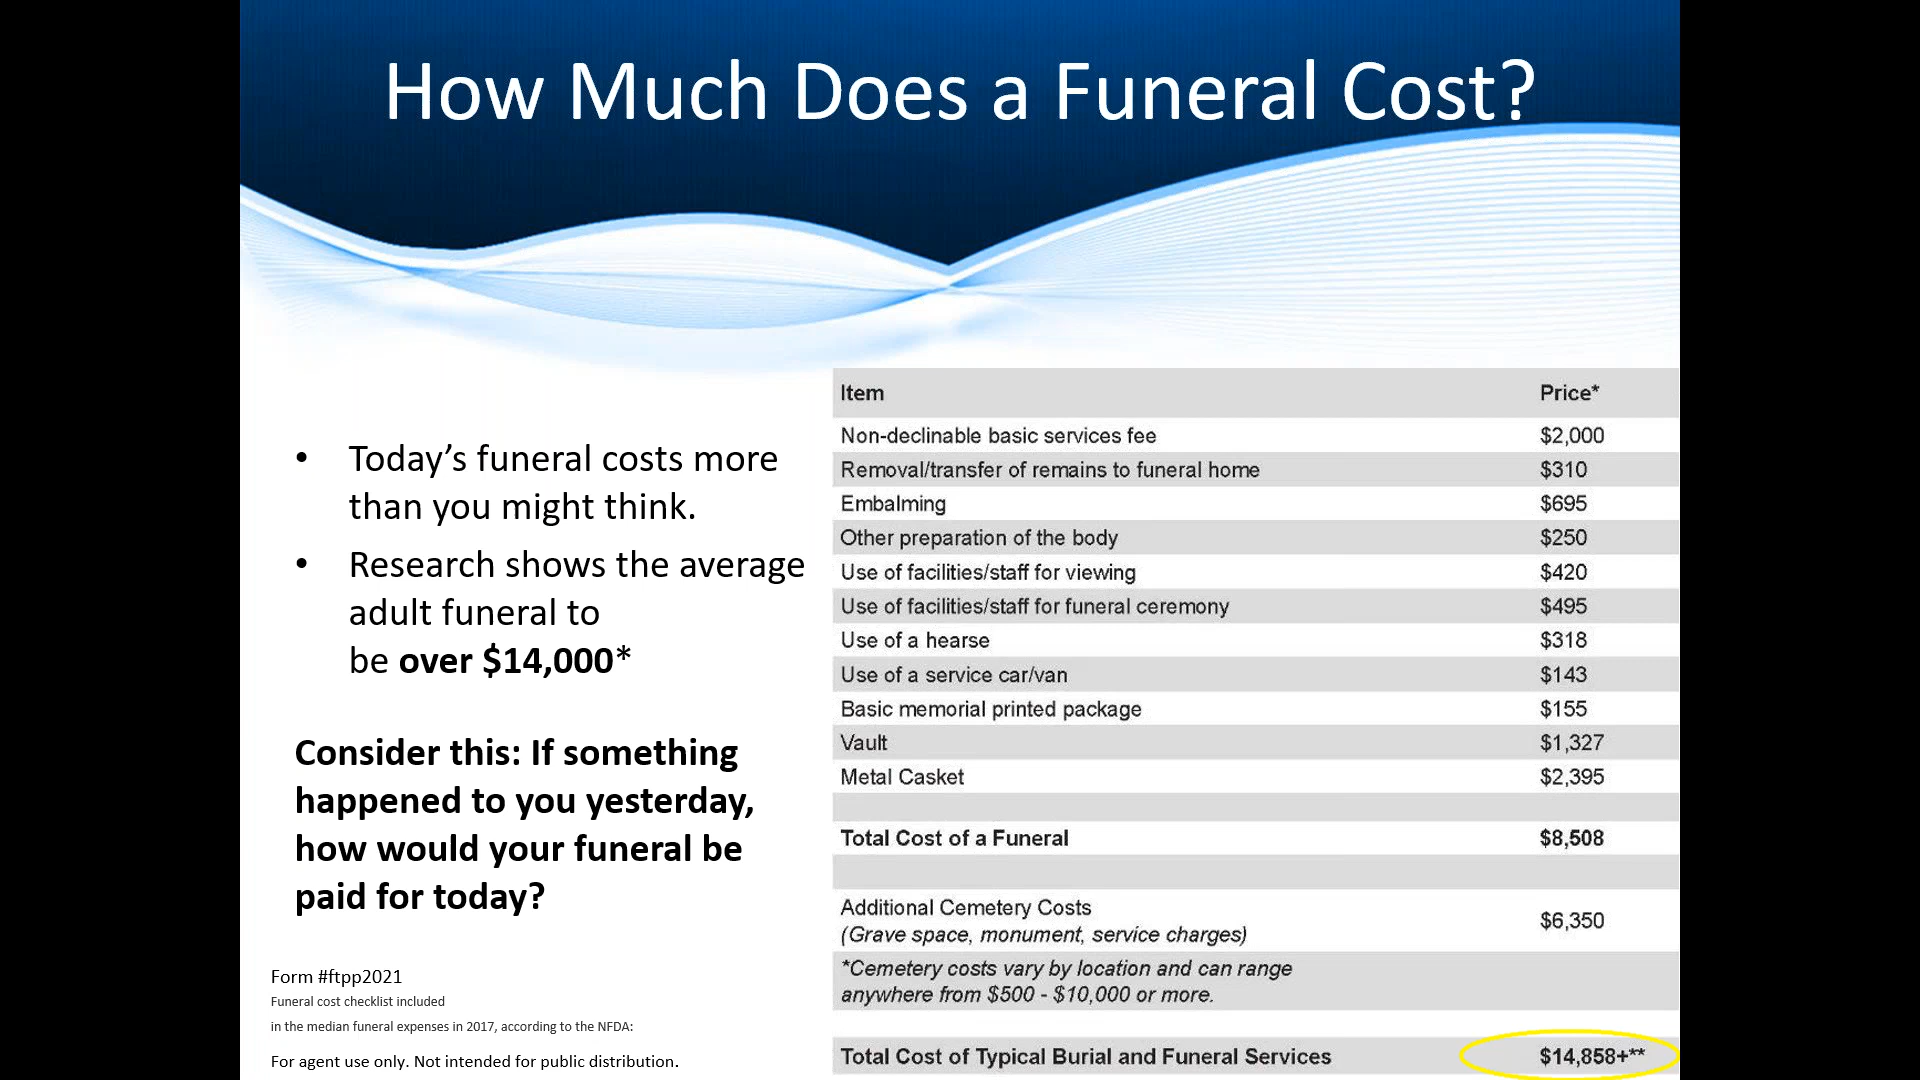 How Much Does a Funeral Cost?
• Today’s funeral costs more
than you might think.
• Research shows the average
adult funeral to
be over $14,000*
Consider this: If something
happened to you yesterday,
how would your funeral be
paid for today?
Form #ftpp2021
Funeral cost checklist included
in the median funeral expenses in 2017, according to the NFDA:
For agent use only. Not intended for public distribution.
Item Price*
Non-declinable basic services fee $2,000
Removal/transfer of remains to funeral home $310
Embalming $695
Other preparation of the body $250
Use of facilities/staff for viewing $420
Use of facilities/staff for funeral ceremony $495
Use of a hearse $318
Use of a service car/van $143
Basic memorial printed package $155
Vault $1,327
Metal Casket $2,395
Total Cost of a Funeral $8,508
Additional Cemetery Costs
(Grave space, monument, service charges) $6,350
*Cemetery costs vary by location and can range
anywhere from $500 - $10,000 or more.
Total Cost of Typical Burial and Funeral Services $14,858+**